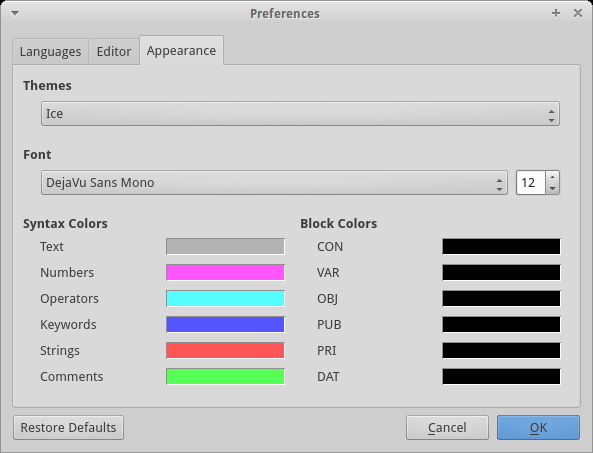 Preferences
Languages Editor Appearance
Themes
Ice
Font
DejaVu Sans Mono 12
Syntax Colors Block Colors
Text CON
Numbers VAR
Operators OBJ
Keywords PUB
Strings PRI
Comments DAT
Restore Defaults Cancel OK